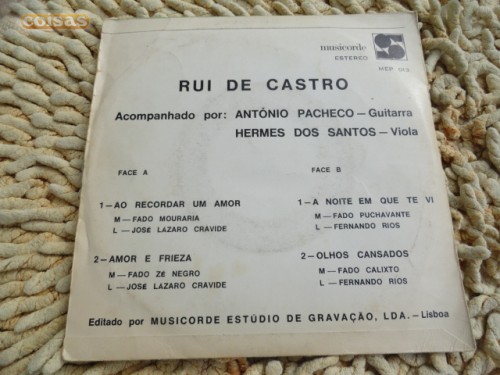 coisas
musicorde
ESTEREO
RUI DE CASTRO
Acompanhado por: ANTÓNIO PACHECO — Guitarra
HERMES DOS SANTOS — Viola
FACE A
FACE B
1 — AO RECORDAR UM AMOR
M — FADO MOURARIA
L — JOSÉ LAZARO CRAVIDE
2 — AMOR E FRIEZA
M — FADO ZÉ NEGRO
L — JOSÉ LAZARO CRAVIDE
1 — A NOITE EM QUE TE VI
M — FADO PUCHAVANTE
L — FERNANDO RIOS
2 — OLHOS CANSADOS
M — FADO CALIXTO
L — FERNANDO RIOS
Editado por MUSICORDE ESTÚDIO DE GRAVAÇÃO, LDA. — Lisboa